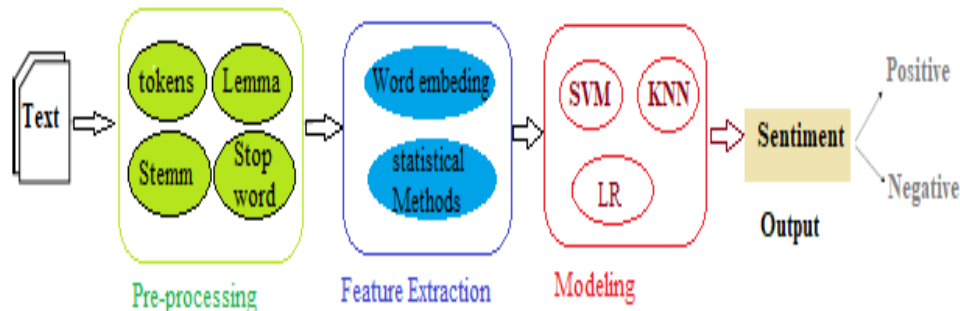 Text
tokens
Lemma
Stemm
Stop
word
Pre-processing
Word embeding
statistical
Methods
Feature Extraction
SVM
KNN
LR
Modeling
Sentiment
Output
Positive
Negative